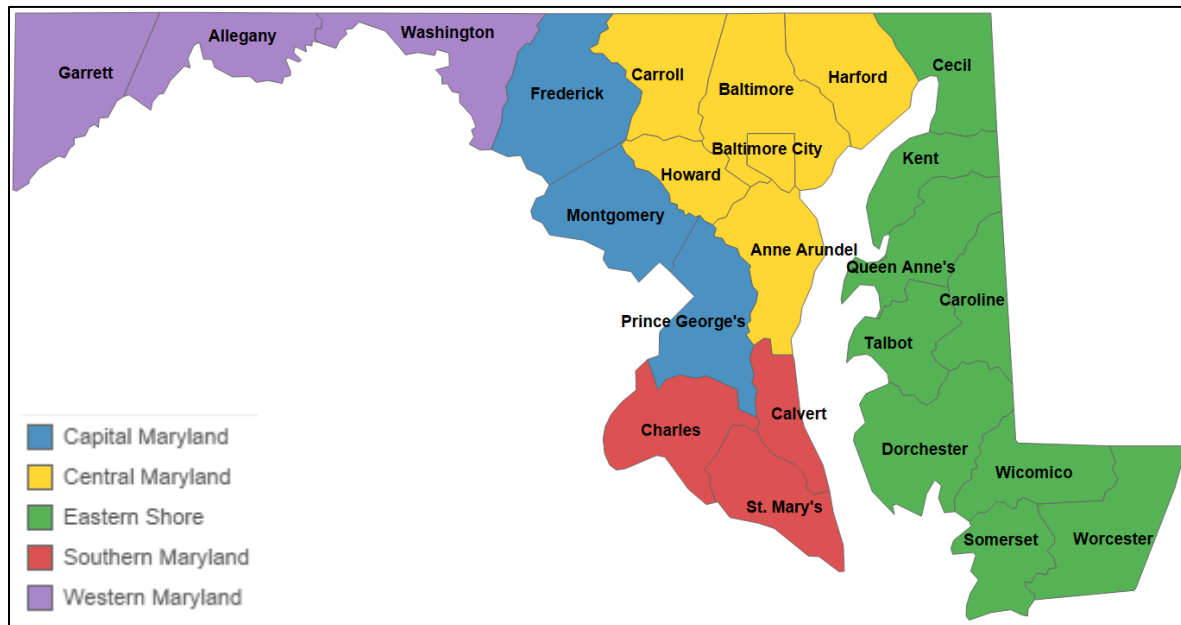 Garrett
Allegany
Washington
Frederick
Carroll
Baltimore
Harford
Cecil
Baltimore City
Howard
Kent
Montgomery
Anne Arundel
Queen Anne's
Caroline
Prince George's
Talbot
Charles
Calvert
Dorchester
Wicomico
St. Mary's
Somerset
Worcester
Capital Maryland
Central Maryland
Eastern Shore
Southern Maryland
Western Maryland